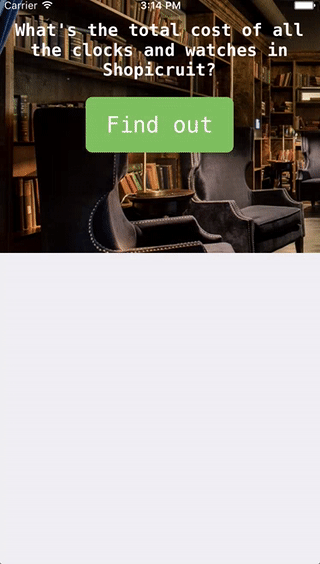 Carrier 3:14 PM
What's the total cost of all
the clocks and watches in
Shopicruit?
Find out